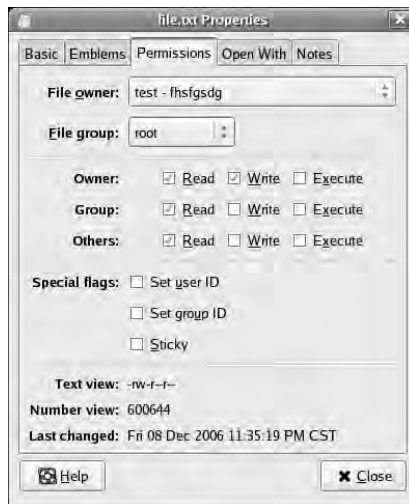 file.txt Properties
Basic Emblems Permissions Open With Notes
File owner: test - fhsfgsdg
File group: root
Owner: Read Write Execute
Group: Read Write Execute
Others: Read Write Execute
Special flags: Set user ID
Set group ID
Sticky
Text view: -rw-r--r--
Number view: 600644
Last changed: Fri 08 Dec 2006 11:35:19 PM CST
Help Close